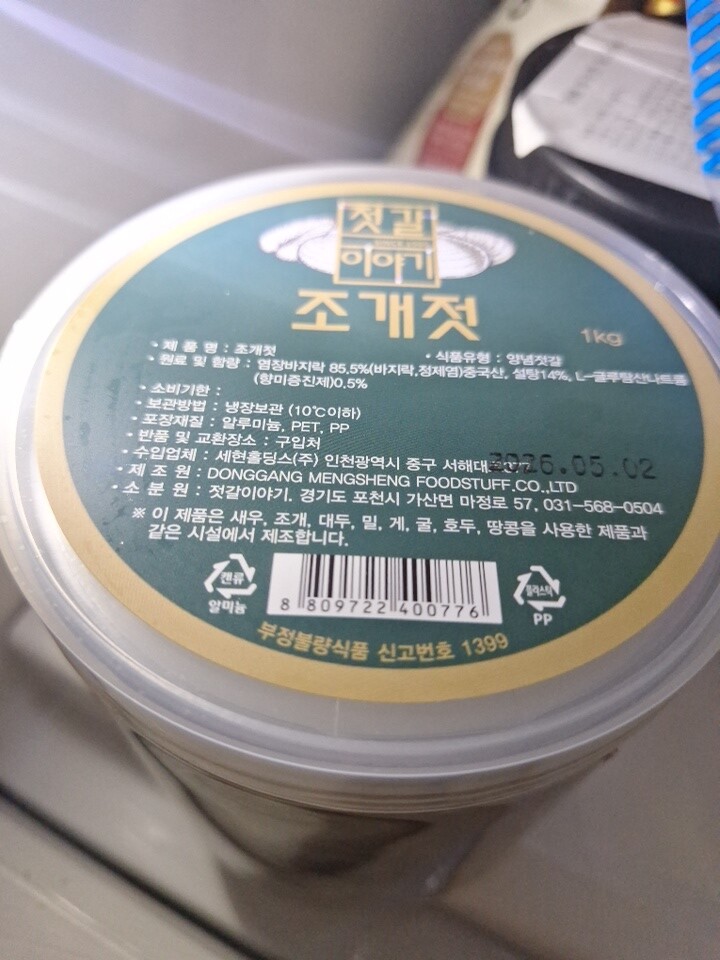 젓갈
이야기
조개젓
1kg
· 제 품 명 : 조개젓
· 식품유형 : 양념젓갈
· 원료 및 함량 : 염장바지락 85.5%(바지락,정제염)중국산, 설탕14%, L-글루탐산나트륨
(향미증진제)0.5%
· 소비기한 :
· 보관방법 : 냉장보관 (10℃이하)
· 포장재질 : 알루미늄, PET, PP
· 반품 및 교환장소 : 구입처
· 수입업체 : 세현홀딩스(주) 인천광역시 중구 서해대로
2026.05.02
· 제 조 원 : DONGGANG MENGSHENG FOODSTUFF.CO.,LTD
· 소 분 원 : 젓갈이야기. 경기도 포천시 가산면 마정로 57, 031-568-0504
※ 이 제품은 새우, 조개, 대두, 밀, 게, 굴, 호두, 땅콩을 사용한 제품과
같은 시설에서 제조합니다.
캔류
알미늄
8 809722 400776
플라스틱
PP
부정불량식품 신고번호 1399